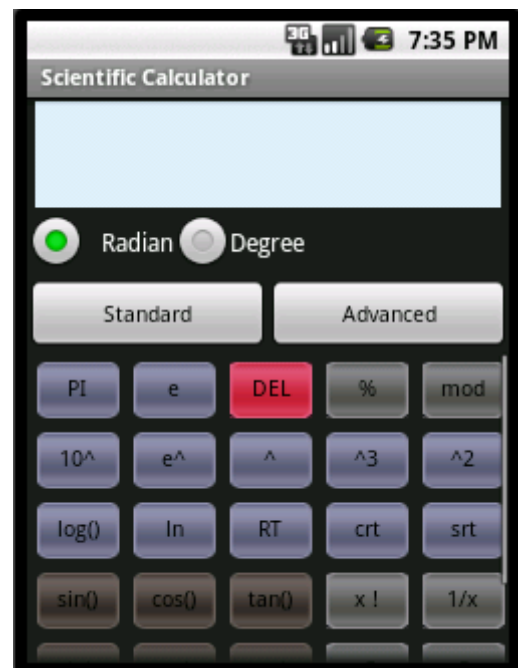 3G 7:35 PM
Scientific Calculator
Radian Degree
Standard Advanced
PI e DEL % mod
10^ e^ ^ ^3 ^2
log() ln RT crt srt
sin() cos() tan() x ! 1/x